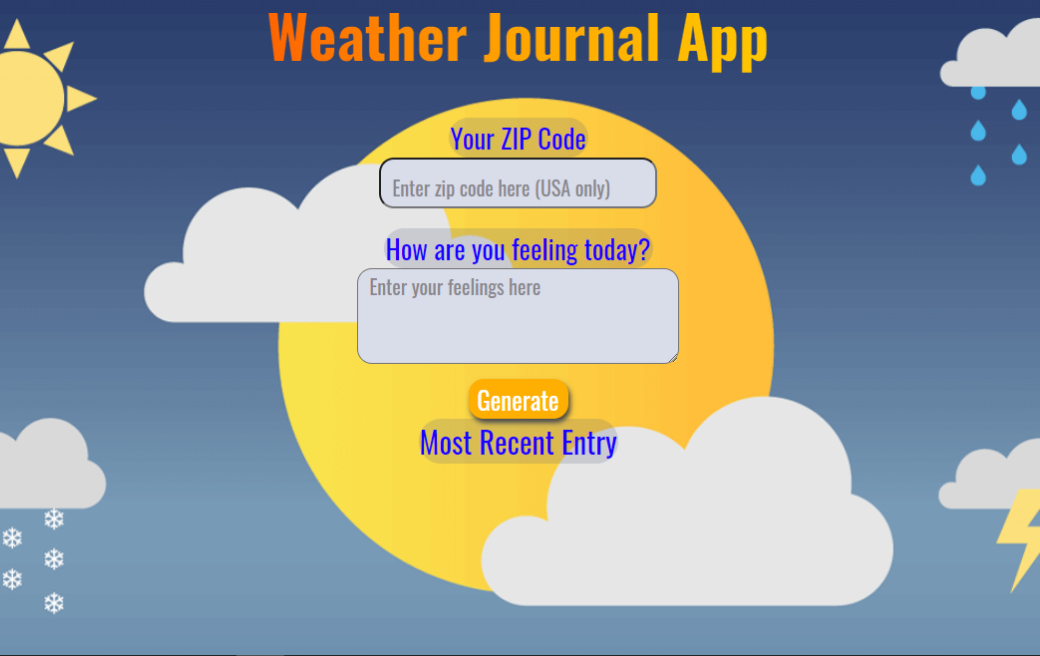 Weather Journal App
Your ZIP Code
Enter zip code here (USA only)
How are you feeling today?
Enter your feelings here
Generate
Most Recent Entry